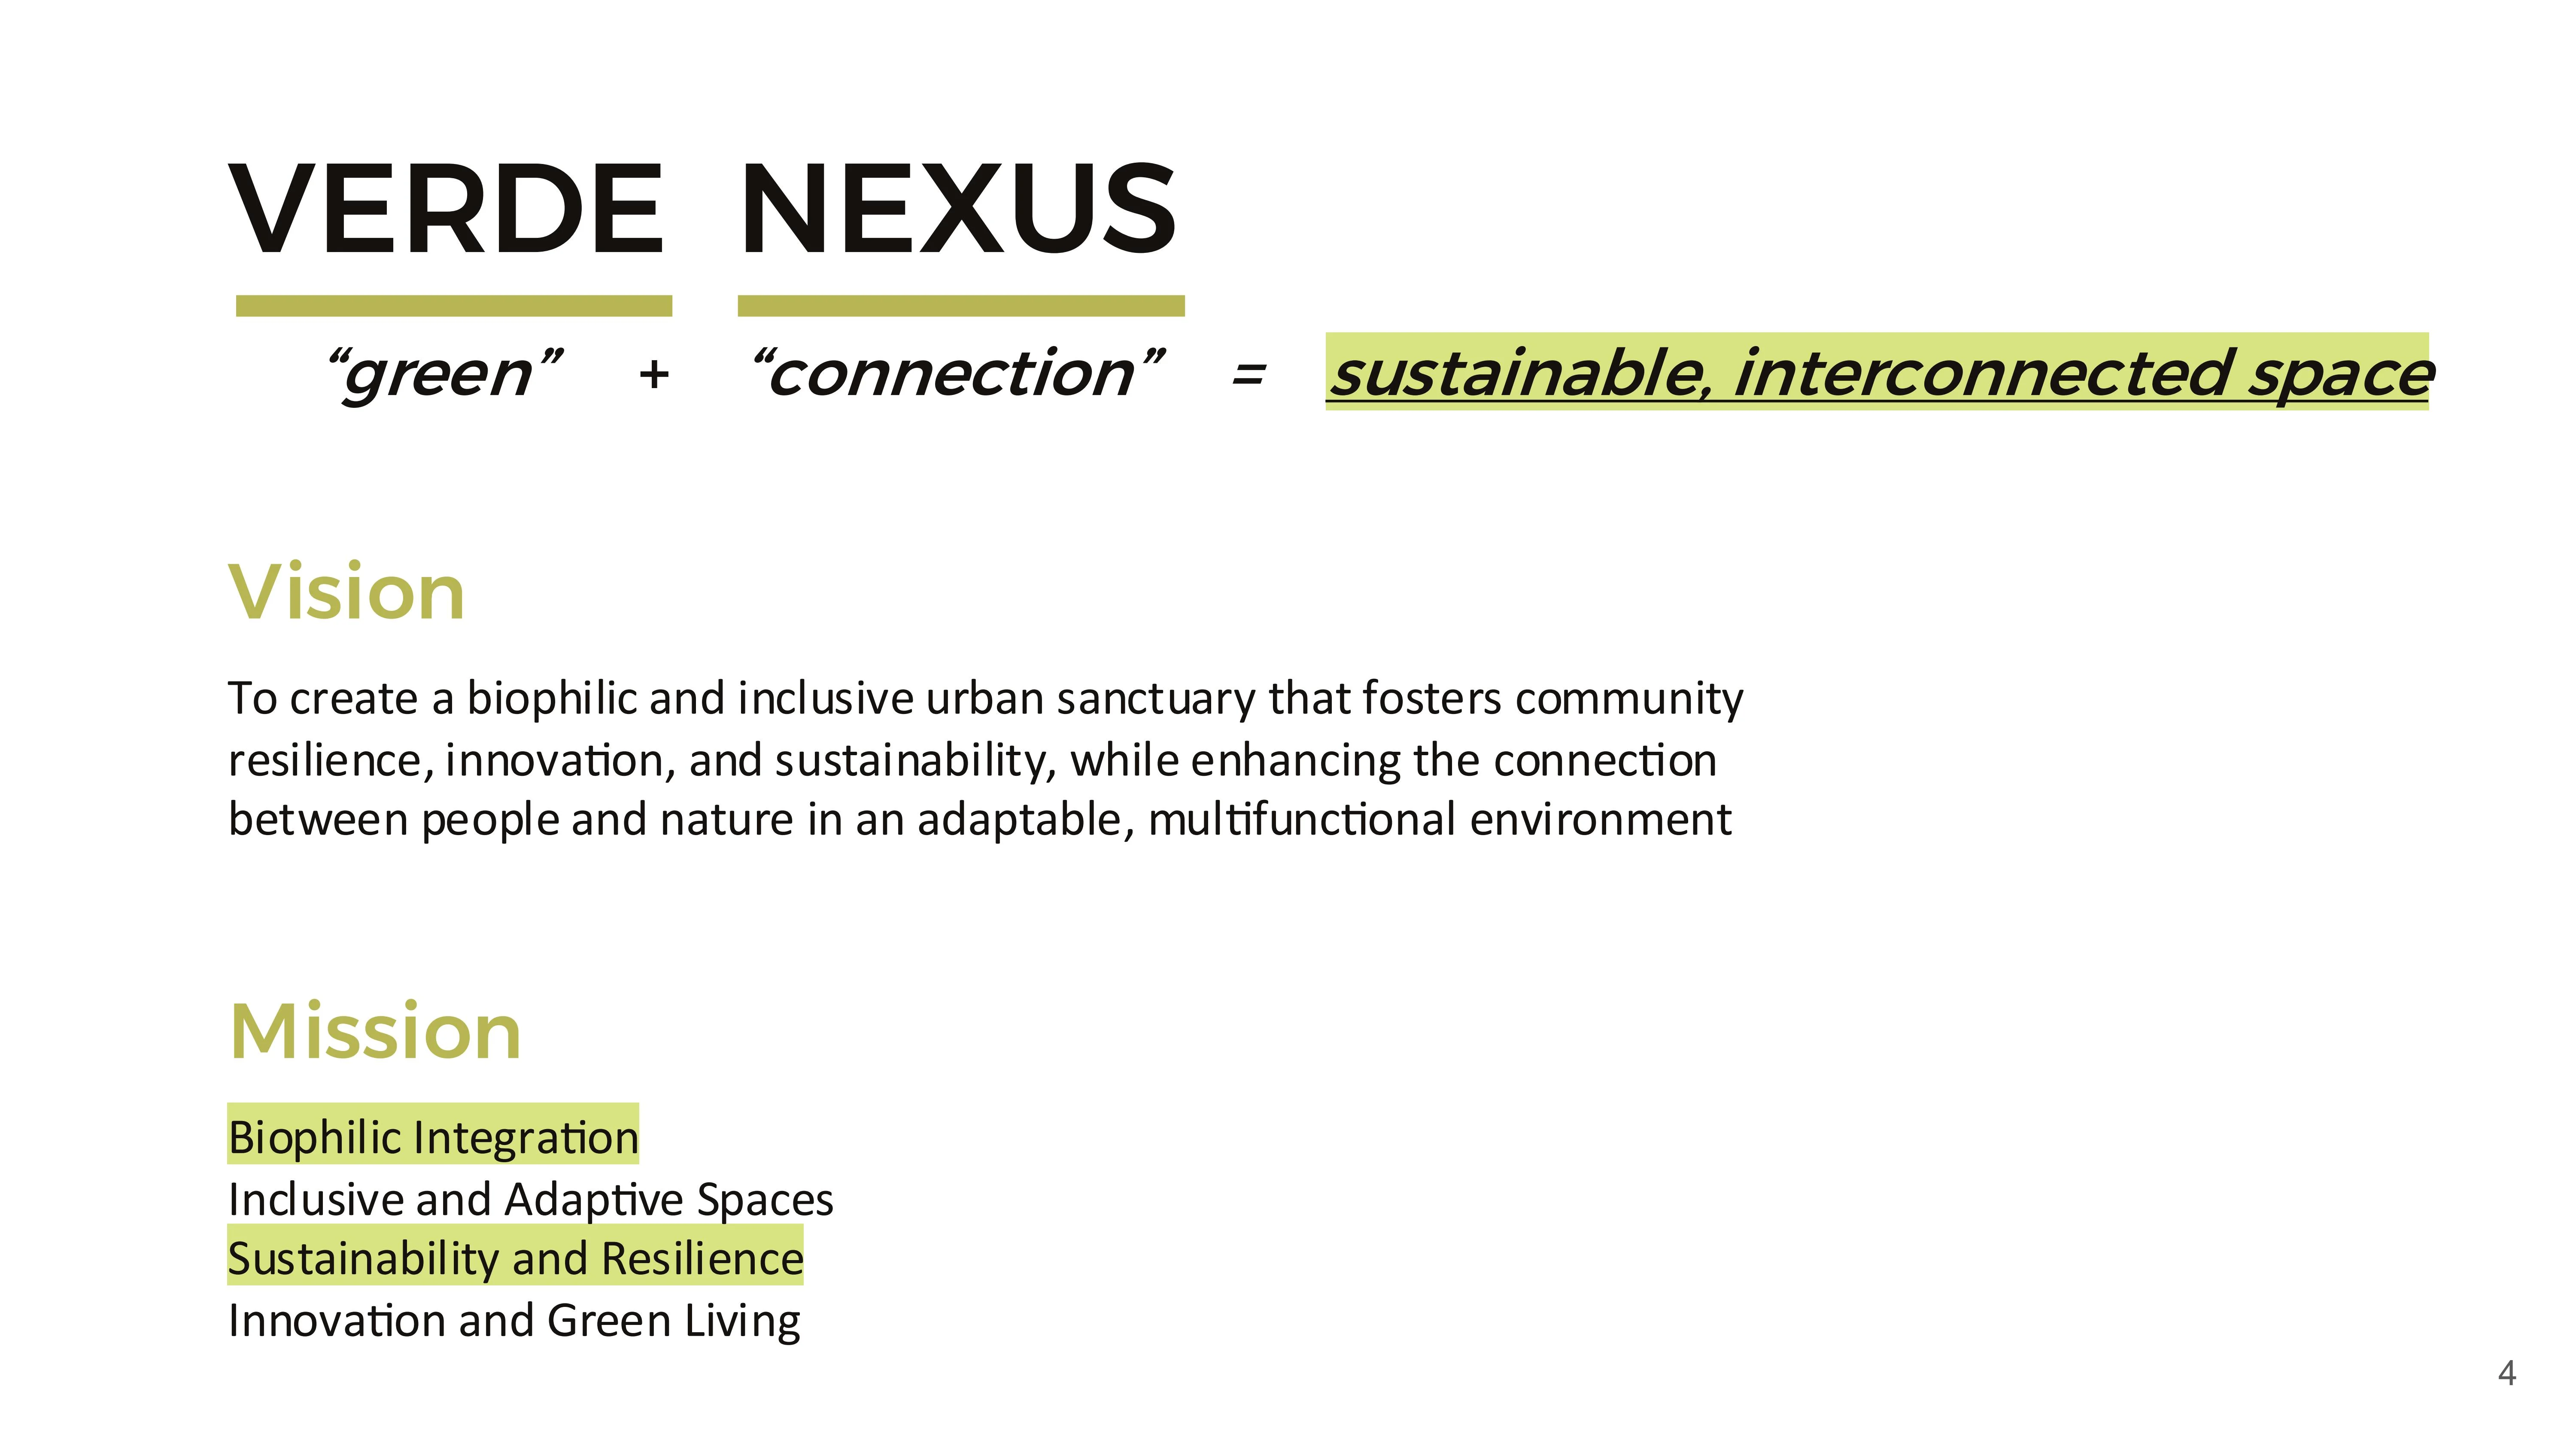 VERDE NEXUS
“green” + “connection” = sustainable, interconnected space
Vision
To create a biophilic and inclusive urban sanctuary that fosters community
resilience, innovation, and sustainability, while enhancing the connection
between people and nature in an adaptable, multifunctional environment
Mission
Biophilic Integration
Inclusive and Adaptive Spaces
Sustainability and Resilience
Innovation and Green Living
4